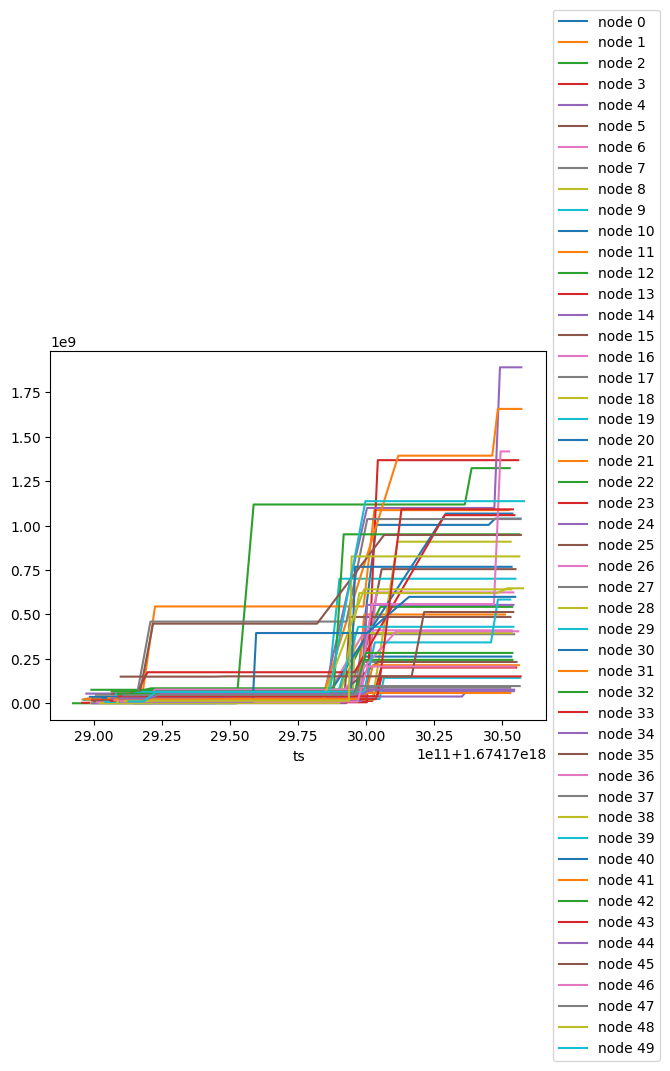 1e9
1.75
1.50
1.25
1.00
0.75
0.50
0.25
0.00
29.00 29.25 29.50 29.75 30.00 30.25 30.50
ts
1e11+1.67417e18
node 0
node 1
node 2
node 3
node 4
node 5
node 6
node 7
node 8
node 9
node 10
node 11
node 12
node 13
node 14
node 15
node 16
node 17
node 18
node 19
node 20
node 21
node 22
node 23
node 24
node 25
node 26
node 27
node 28
node 29
node 30
node 31
node 32
node 33
node 34
node 35
node 36
node 37
node 38
node 39
node 40
node 41
node 42
node 43
node 44
node 45
node 46
node 47
node 48
node 49